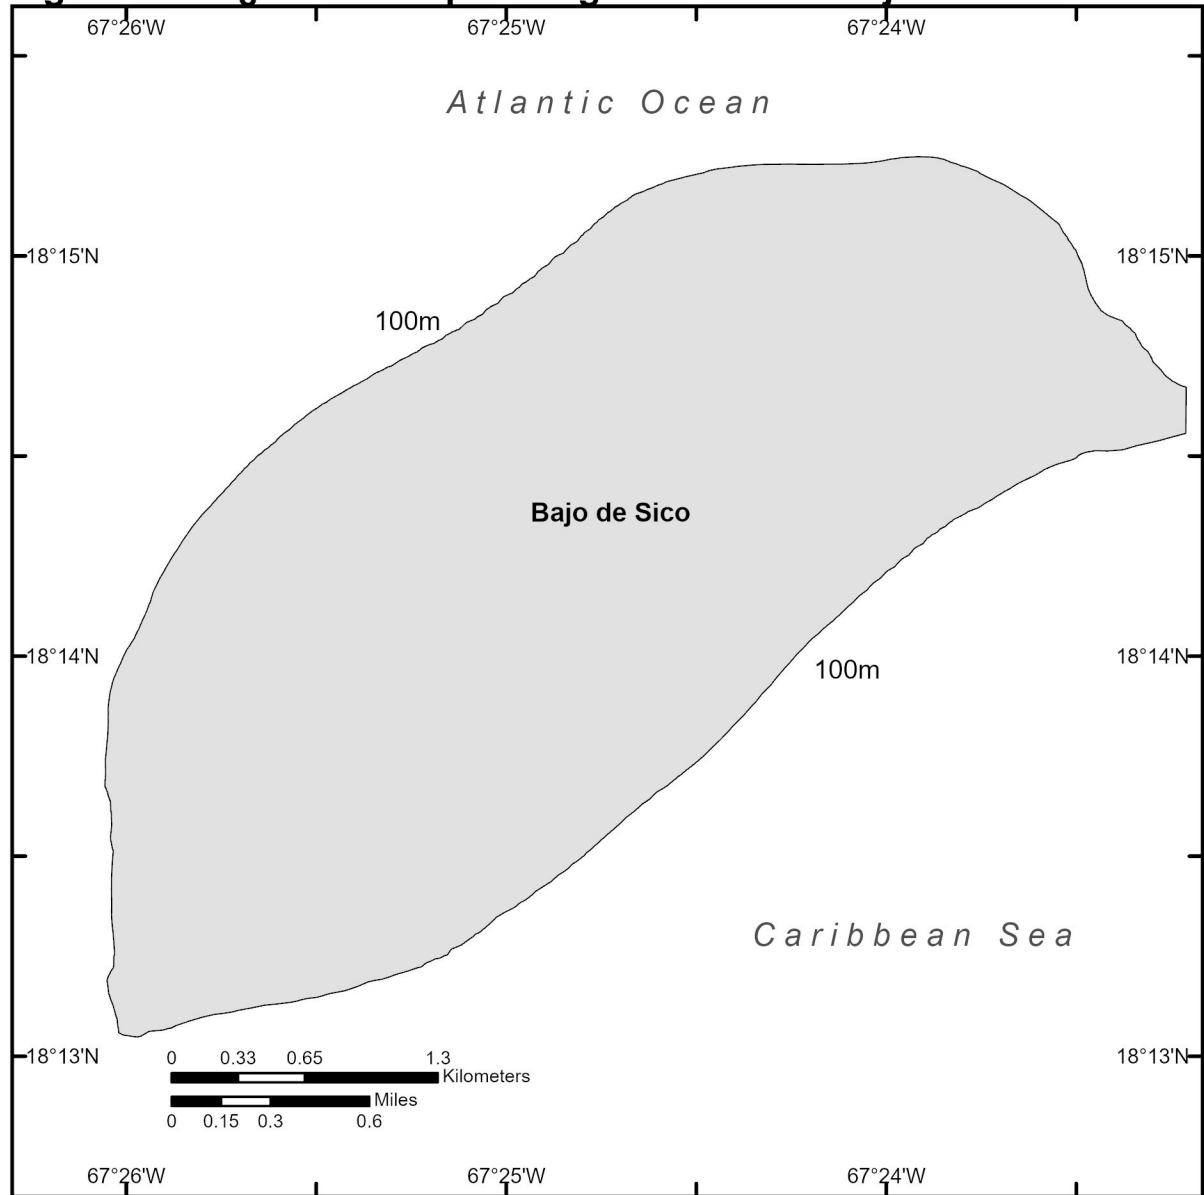 67°26'W 67°25'W 67°24'W
Atlantic Ocean
18°15'N 18°15'N
100m
Bajo de Sico
18°14'N 18°14'N
100m
Caribbean Sea
18°13'N 18°13'N
0 0.33 0.65 1.3
Kilometers
Miles
0 0.15 0.3 0.6
67°26'W 67°25'W 67°24'W